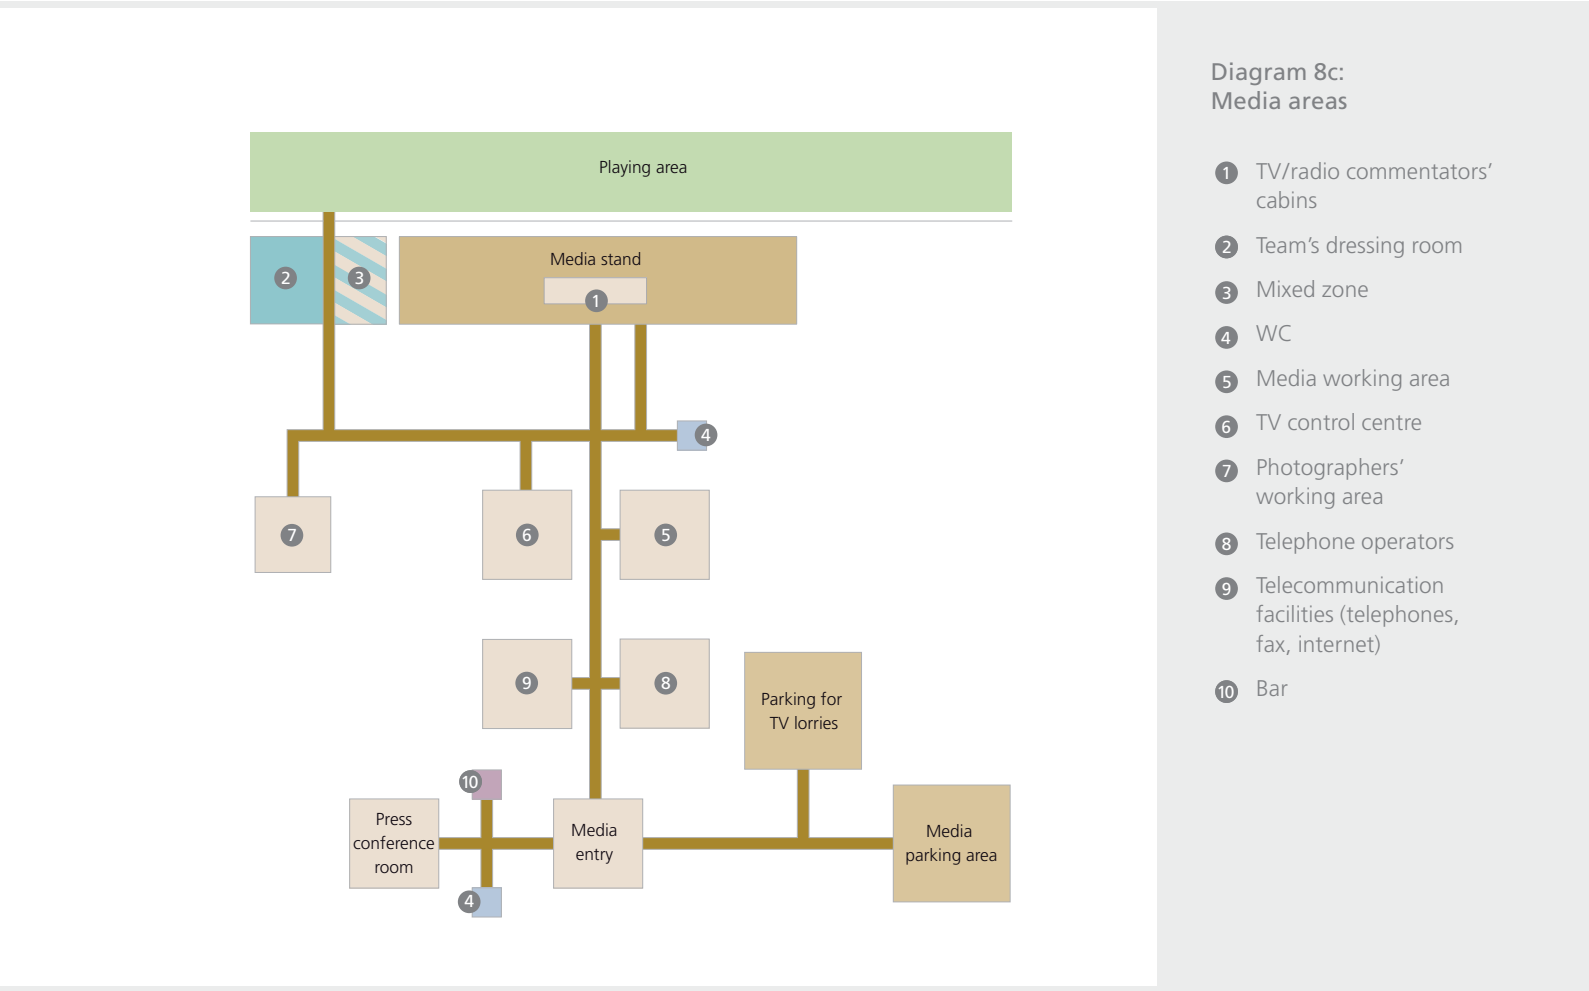 Diagram 8c:
Media areas
Playing area
Media stand
1
2
3
4
5
6
7
8
9
10
4
Parking for
TV lorries
Press
conference
room
Media
entry
Media
parking area
1 TV/radio commentators’
cabins
2 Team’s dressing room
3 Mixed zone
4 WC
5 Media working area
6 TV control centre
7 Photographers’
working area
8 Telephone operators
9 Telecommunication
facilities (telephones,
fax, internet)
10 Bar